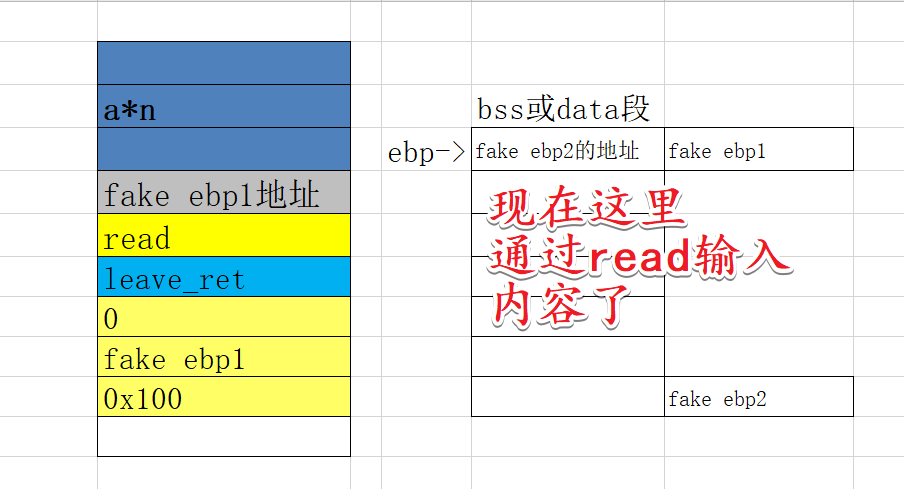 a*n
fake ebp1地址
read
leave_ret
0
fake ebp1
0x100
bss或data段
ebp->
fake ebp2的地址
fake ebp1
现在这里
通过read输入
内容了
fake ebp2